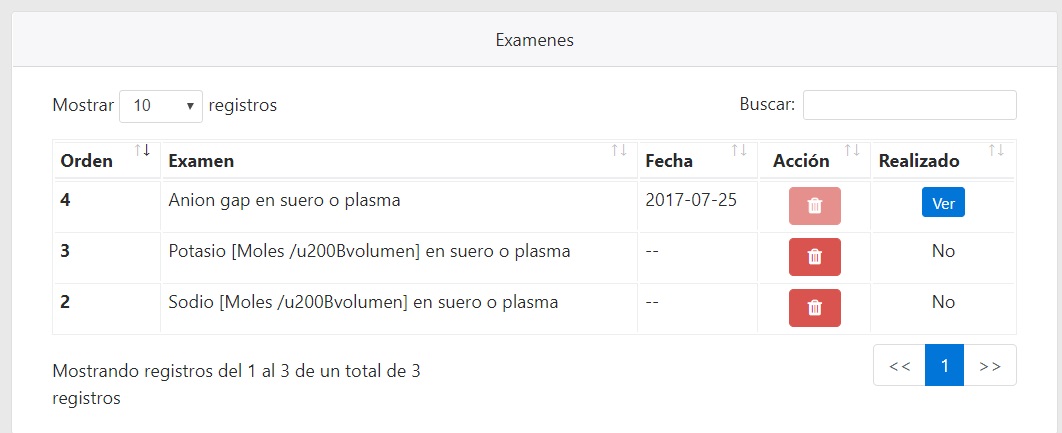 Examenes
Mostrar 10 registros Buscar:
Orden Examen Fecha Acción Realizado
4 Anion gap en suero o plasma 2017-07-25 Ver
3 Potasio [Moles /u200Bvolumen] en suero o plasma -- No
2 Sodio [Moles /u200Bvolumen] en suero o plasma -- No
Mostrando registros del 1 al 3 de un total de 3
registros
<< 1 >>